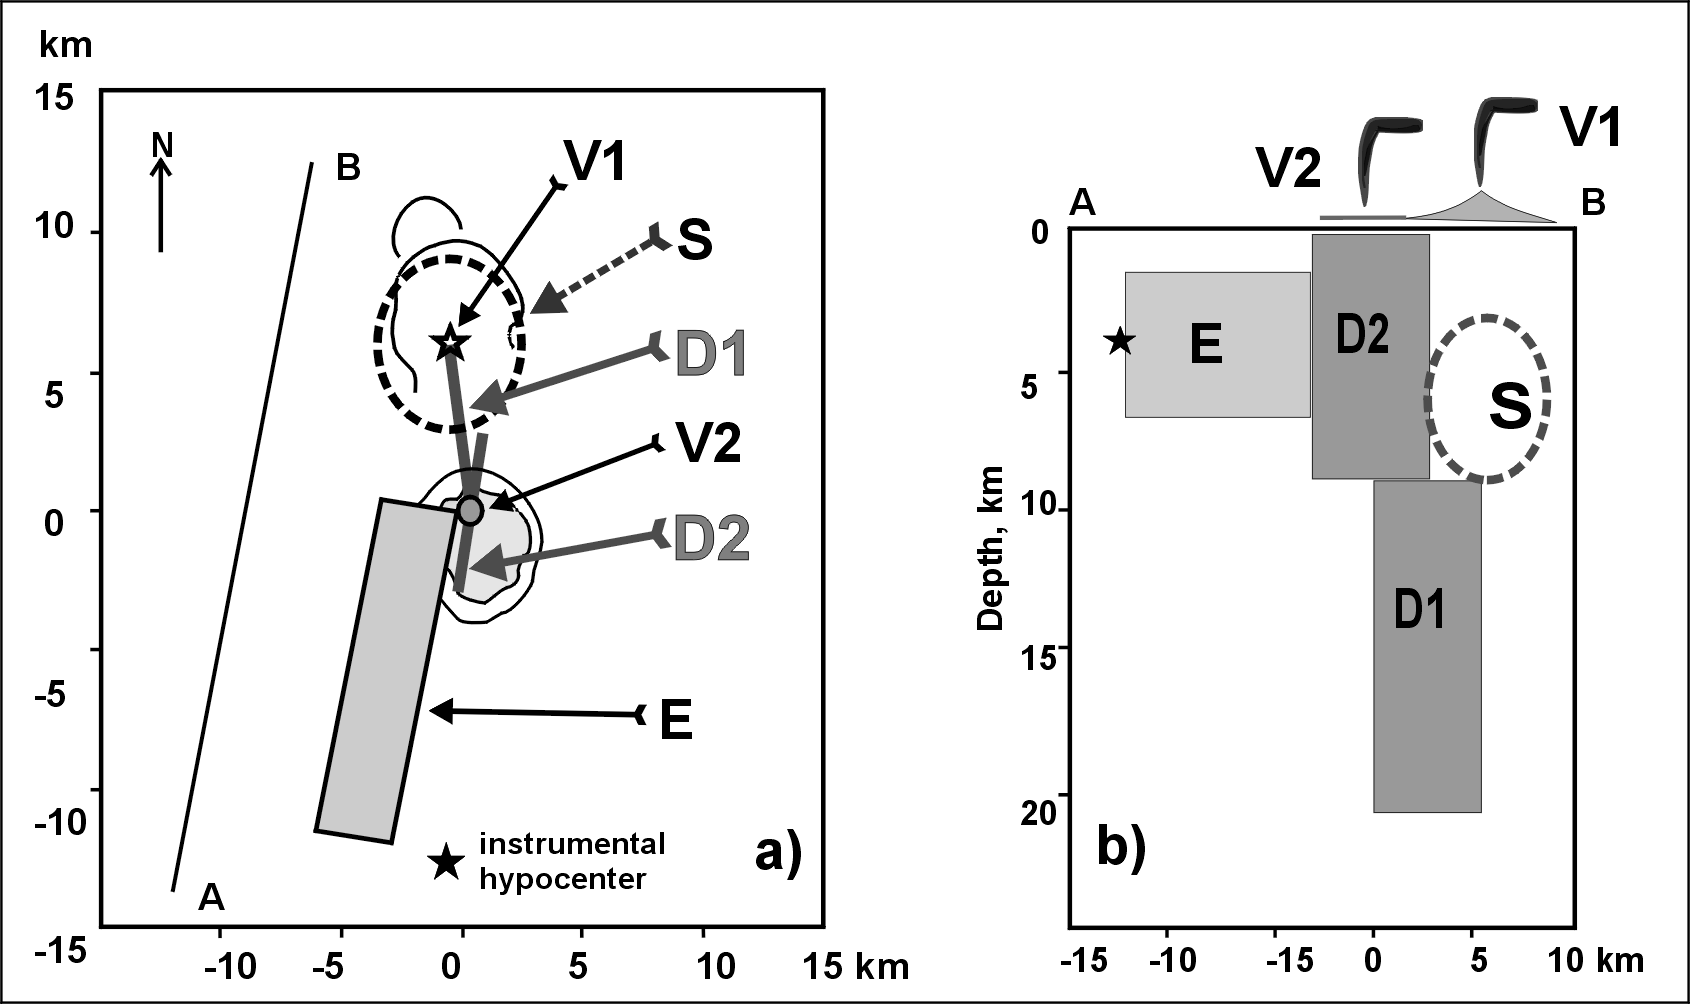 km
15
10
5
0
-5
-10
-15
N
B
A
V1
S
D1
V2
D2
E
instrumental
hypocenter
a)
-10 -5 0 5 10 15 km
V2
V1
A
B
0
5
10
15
20
Depth, km
E
D2
S
D1
b)
-15 -10 -15 0 5 10 km